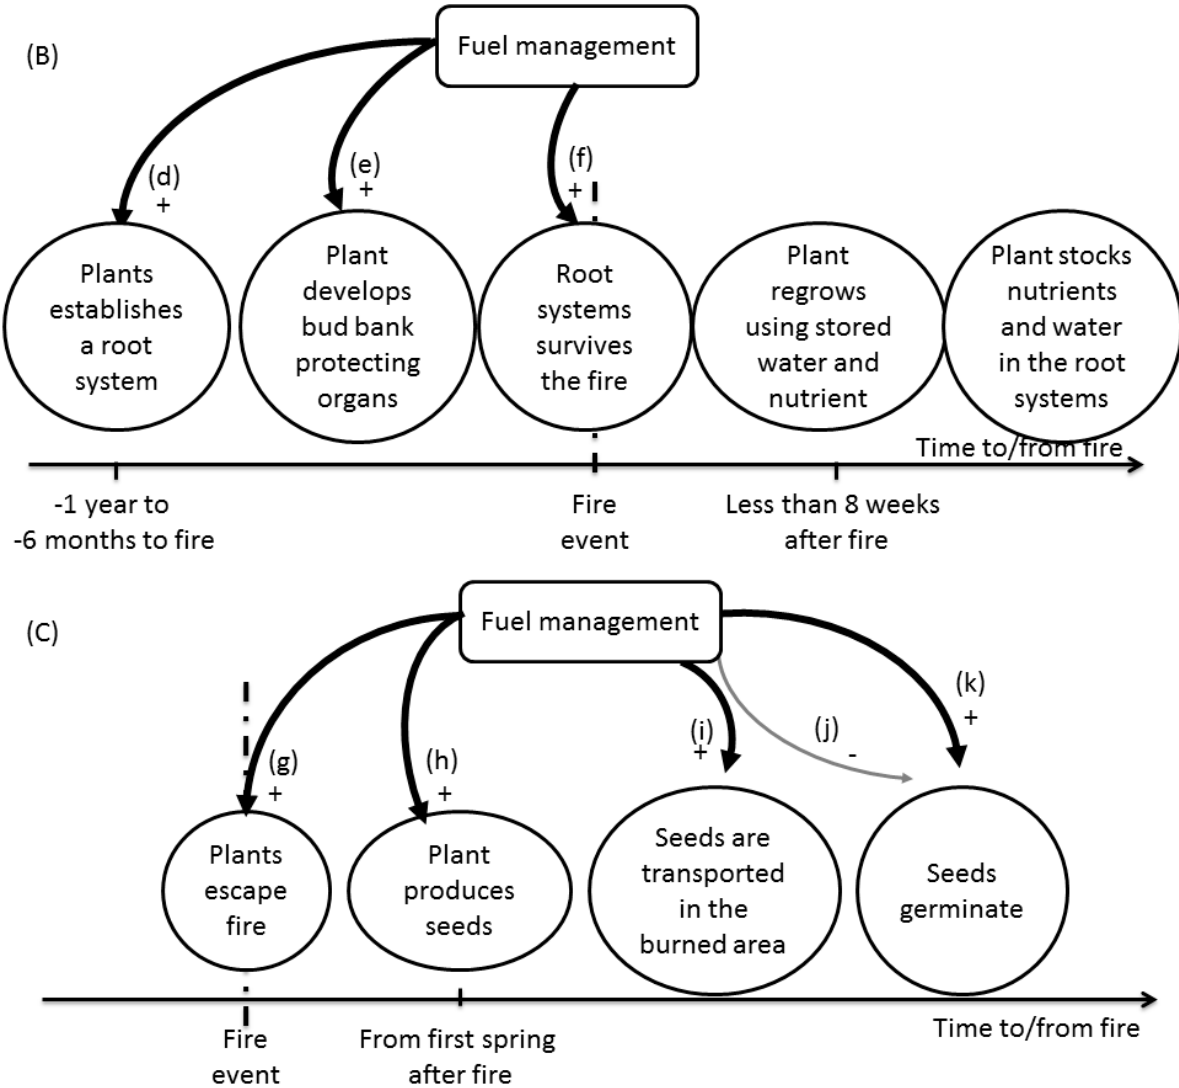 (B)
Fuel management
(d)
+
(e)
+
(f)
+
Plants
establishes
a root
system
Plant
develops
bud bank
protecting
organs
Root
systems
survives
the fire
Plant
regrows
using stored
water and
nutrient
Plant stocks
nutrients
and water
in the root
systems
Time to/from fire
-1 year to
-6 months to fire
Fire
event
Less than 8 weeks
after fire
(C)
Fuel management
(g)
+
(h)
+
(i)
+
(j)
-
(k)
+
Plants
escape
fire
Plant
produces
seeds
Seeds are
transported
in the
burned area
Seeds
germinate
Time to/from fire
Fire
event
From first spring
after fire